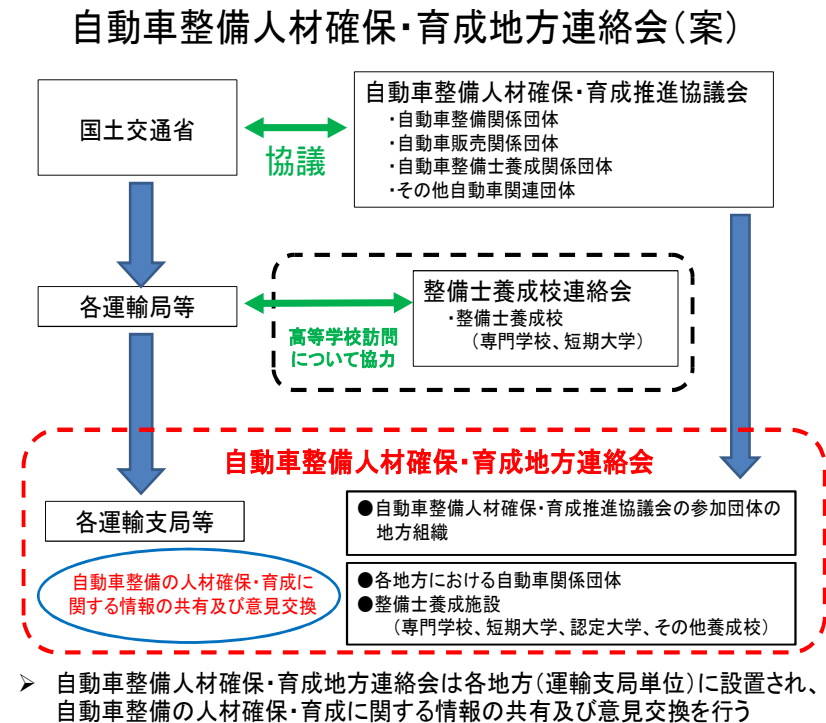 自動車整備人材確保・育成地方連絡会（案）
国土交通省
協議
自動車整備人材確保・育成推進協議会
・自動車整備関係団体
・自動車販売関係団体
・自動車整備士養成関係団体
・その他自動車関連団体
各運輸局等
高等学校訪問
について協力
整備士養成校連絡会
・整備士養成校
（専門学校、短期大学）
自動車整備人材確保・育成地方連絡会
各運輸支局等
自動車整備の人材確保・育成に
関する情報の共有及び意見交換
●自動車整備人材確保・育成推進協議会の参加団体の
地方組織
●各地方における自動車関係団体
●整備士養成施設
（専門学校、短期大学、認定大学、その他養成校）
➢ 自動車整備人材確保・育成地方連絡会は各地方（運輸支局単位）に設置され、
自動車整備の人材確保・育成に関する情報の共有及び意見交換を行う